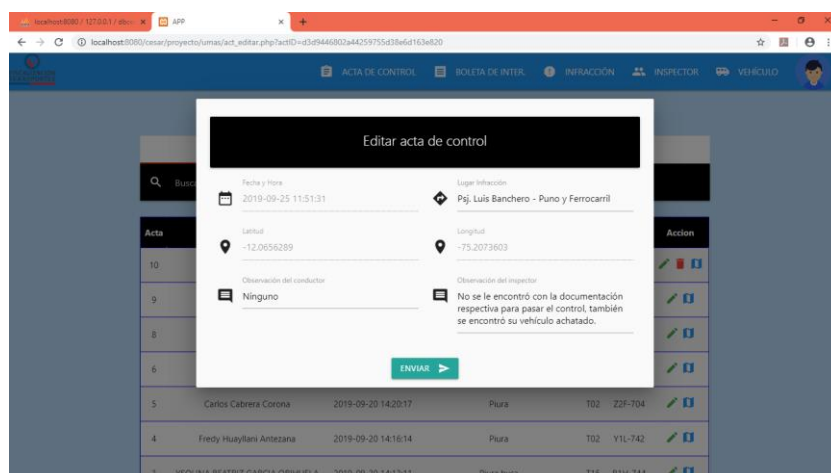 localhost:8080 / 127.0.0.1 /
APP
localhost:8080/cesar/proyecto/umas/act_editar.php?actID=d3d9446802a44259755d38e6d163e820
ACTA DE CONTROL
BOLETA DE INTER.
INFRACCIÓN
INSPECTOR
VEHÍCULO
Editar acta de control
Fecha y Hora
2019-09-25 11:51:31
Lugar Infracción
Psj. Luis Banchero - Puno y Ferrocarril
Latitud
-12.0656289
Longitud
-75.2073603
Observación del conductor
Ninguno
Observación del inspector
No se le encontró con la documentación
respectiva para pasar el control, también
se encontró su vehículo achatado.
ENVIAR
Acta
Accion
10
9
8
6
5 Carlos Cabrera Corona 2019-09-20 14:20:17 Piura T02 Z2F-704
4 Fredy Huayllani Antezana 2019-09-20 14:16:14 Piura T02 Y1L-742